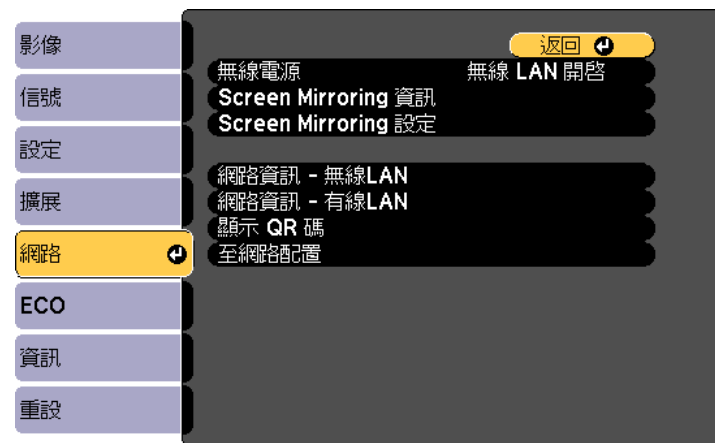 影像
信號
設定
擴展
網路
ECO
資訊
重設
返回
無線電源 無線 LAN 開啓
Screen Mirroring 資訊
Screen Mirroring 設定
網路資訊 - 無線LAN
網路資訊 - 有線LAN
顯示 QR 碼
至網路配置